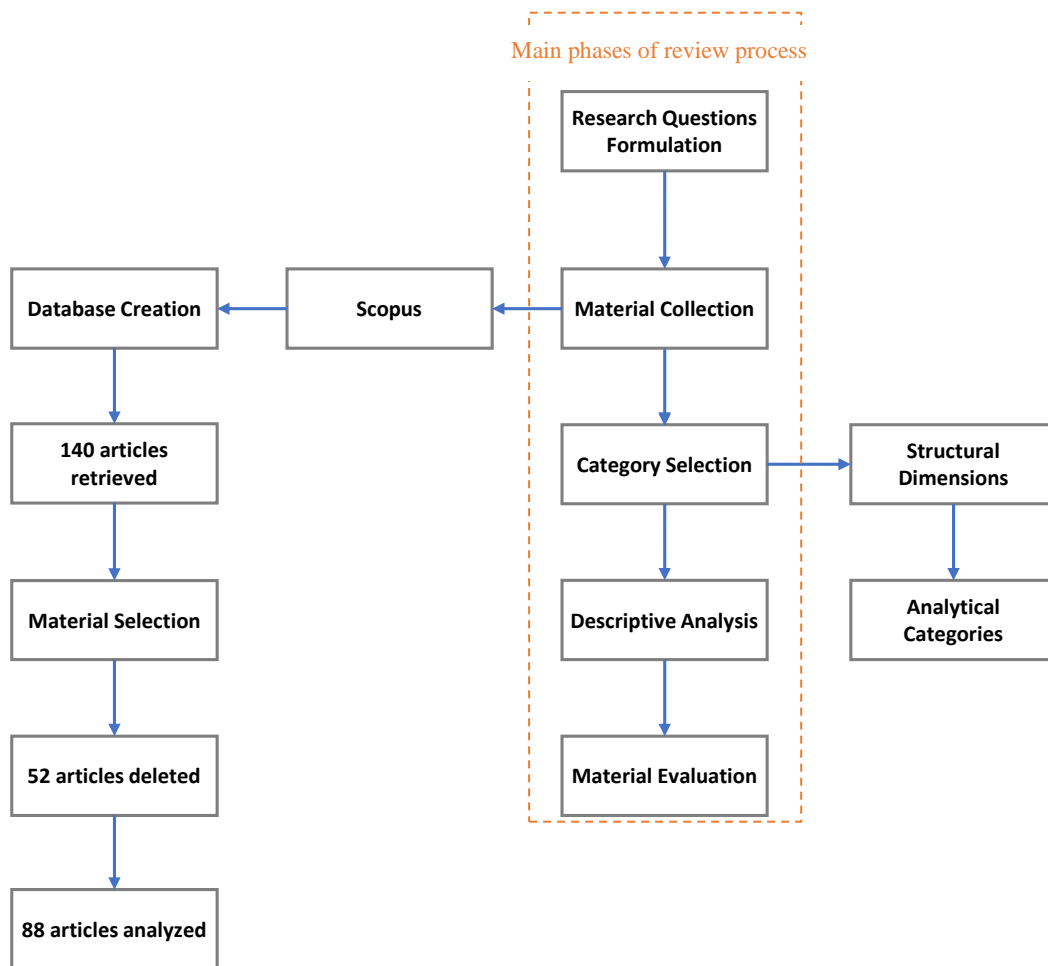 Main phases of review process
Research Questions
Formulation
Database Creation
Scopus
Material Collection
140 articles
retrieved
Category Selection
Structural
Dimensions
Material Selection
Descriptive Analysis
Analytical
Categories
52 articles deleted
Material Evaluation
88 articles analyzed